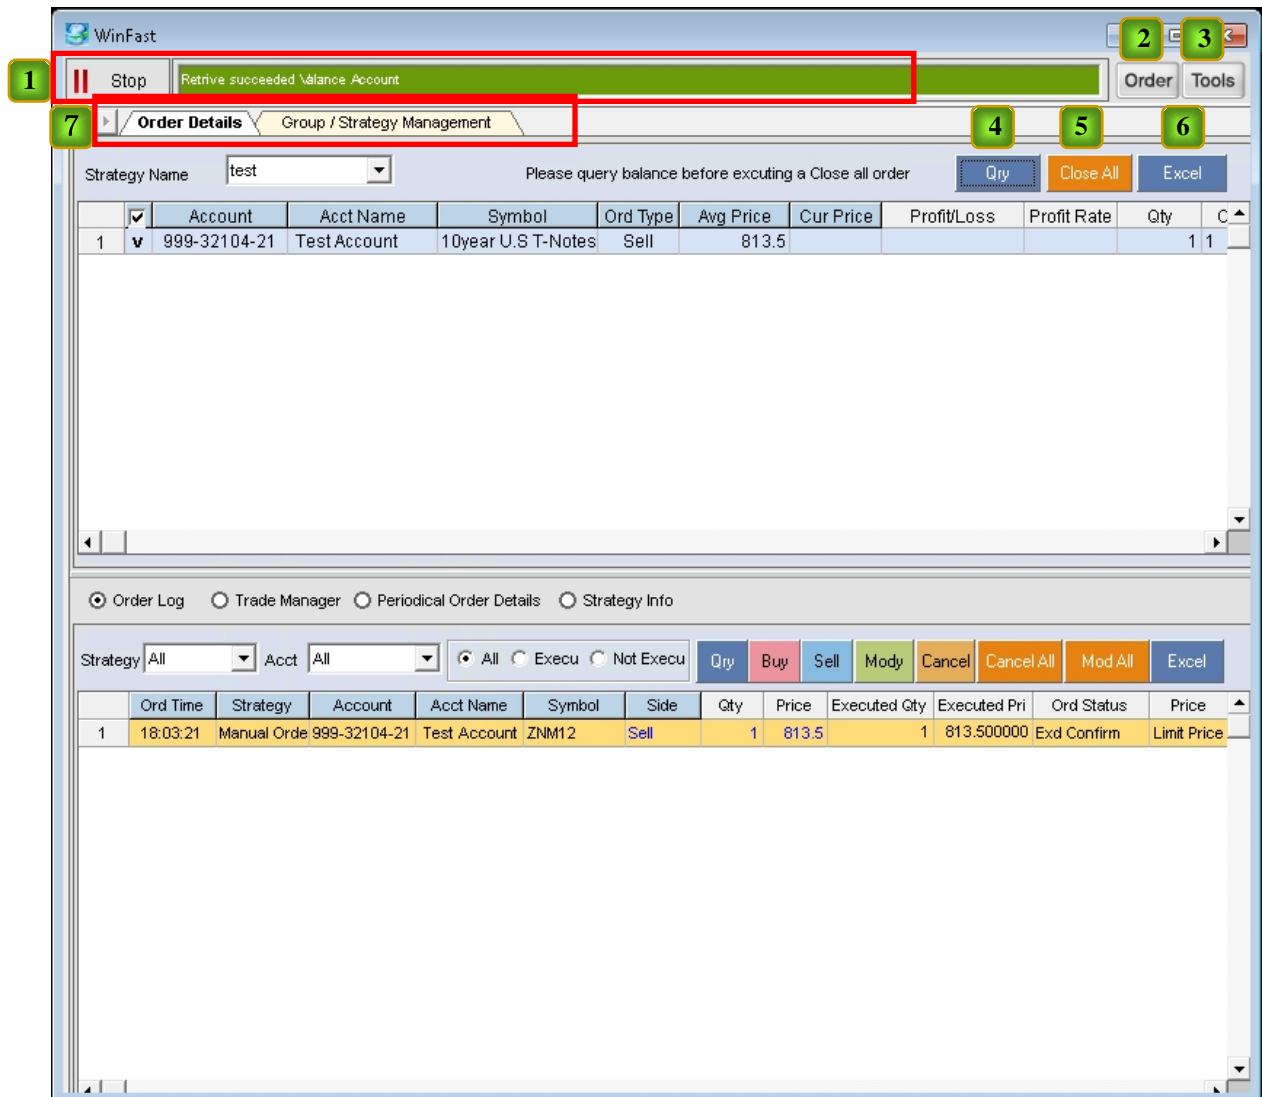 WinFast
2
3
1
Stop
Retrive succeeded Valance Account
Order
Tools
7
Order Details
Group / Strategy Management
4
5
6
Strategy Name
test
Please query balance before excuting a Close all order
Qry
Close All
Excel
Account Acct Name Symbol Ord Type Avg Price Cur Price Profit/Loss Profit Rate Qty C
1 v 999-32104-21 Test Account 10year U.S T-Notes Sell 813.5 1 1
Order Log Trade Manager Periodical Order Details Strategy Info
Strategy All Acct All All Execu Not Execu Qry Buy Sell Mody Cancel Cancel All Mod All Excel
Ord Time Strategy Account Acct Name Symbol Side Qty Price Executed Qty Executed Pri Ord Status Price
1 18:03:21 Manual Orde 999-32104-21 Test Account ZNM12 Sell 1 813.5 1 813.500000 Exd Confirm Limit Price